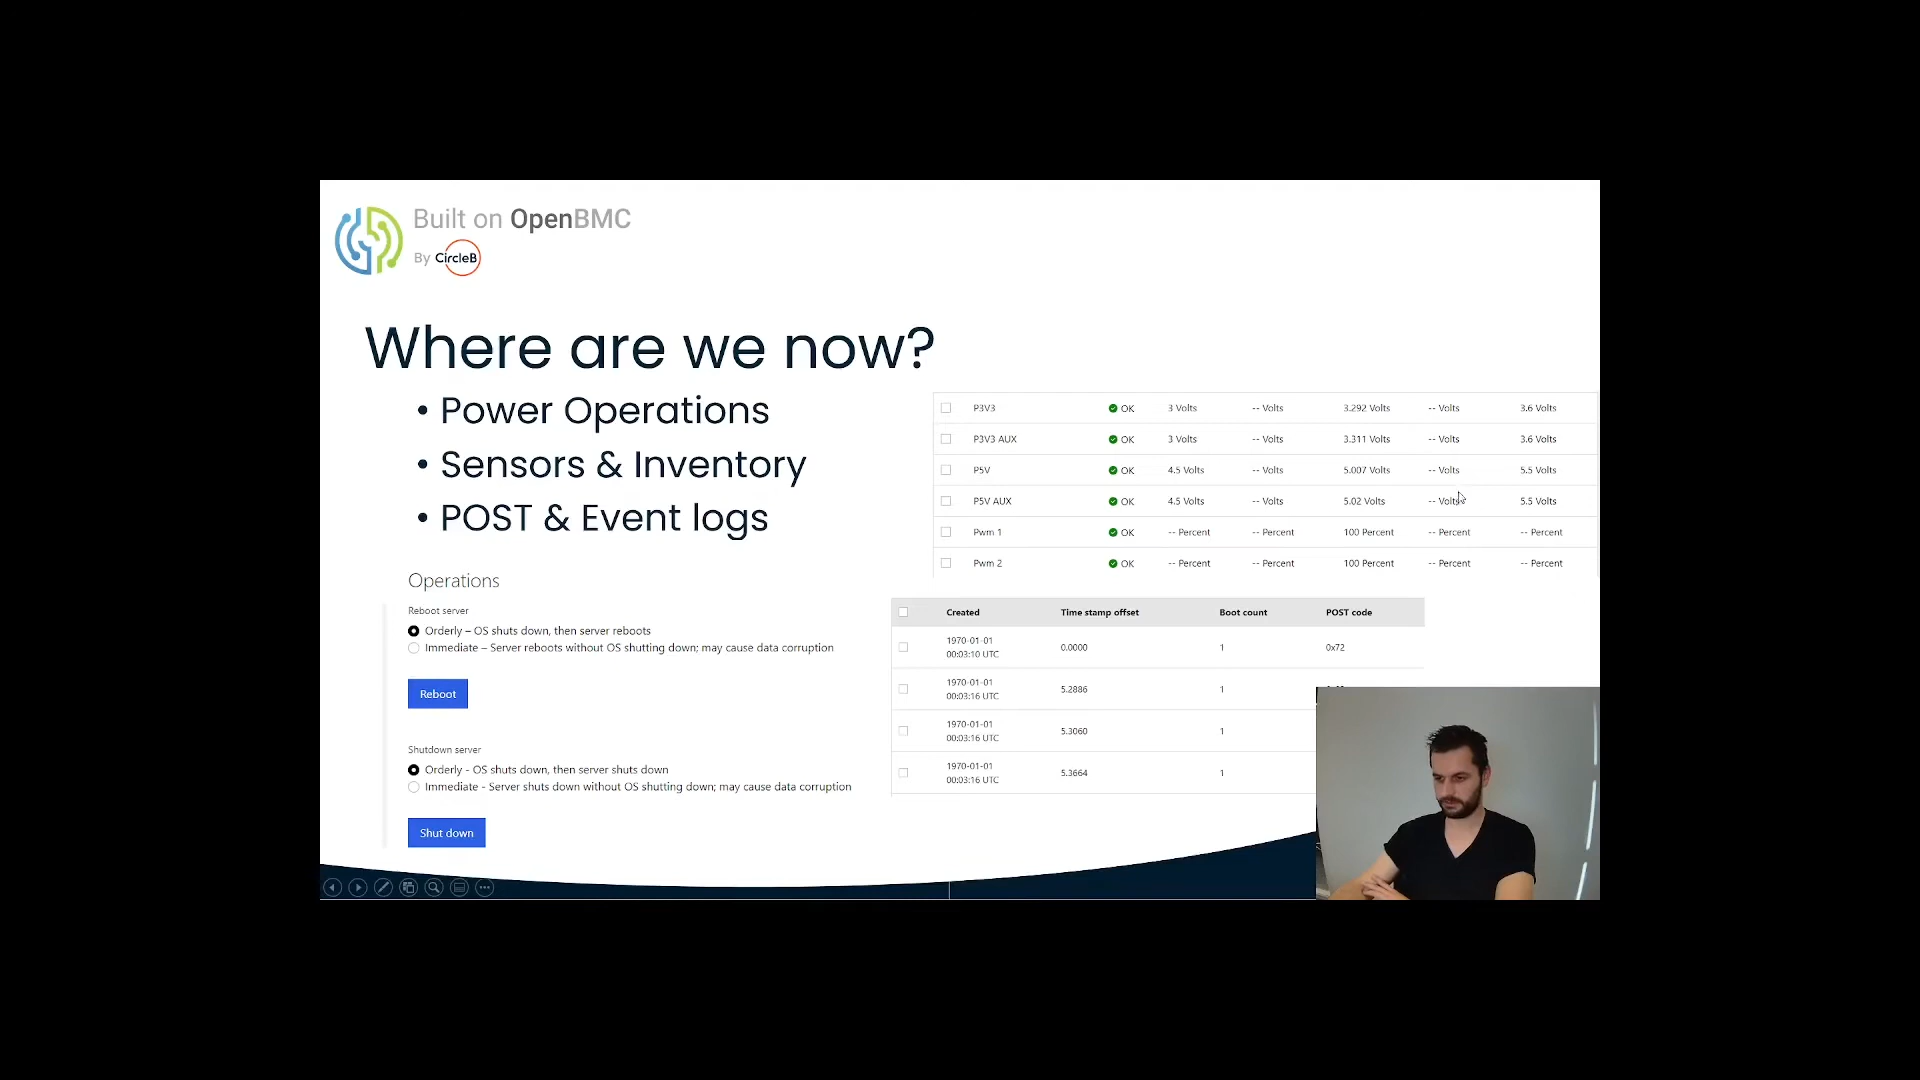 Built on OpenBMC
By CircleB
Where are we now?
• Power Operations
• Sensors & Inventory
• POST & Event logs
P3V3 OK 3 Volts -- Volts 3.292 Volts -- Volts 3.6 Volts
P3V3 AUX OK 3 Volts -- Volts 3.311 Volts -- Volts 3.6 Volts
P5V OK 4.5 Volts -- Volts 5.007 Volts -- Volts 5.5 Volts
P5V AUX OK 4.5 Volts -- Volts 5.02 Volts -- Volts 5.5 Volts
Pwm 1 OK -- Percent -- Percent 100 Percent -- Percent -- Percent
Pwm 2 OK -- Percent -- Percent 100 Percent -- Percent -- Percent
Operations
Reboot server
Orderly – OS shuts down, then server reboots
Immediate – Server reboots without OS shutting down; may cause data corruption
Reboot
Shutdown server
Orderly - OS shuts down, then server shuts down
Immediate - Server shuts down without OS shutting down; may cause data corruption
Shut down
Created Time stamp offset Boot count POST code
1970-01-01
00:03:10 UTC 0.0000 1 0x72
1970-01-01
00:03:16 UTC 5.2886 1
1970-01-01
00:03:16 UTC 5.3060 1
1970-01-01
00:03:16 UTC 5.3664 1